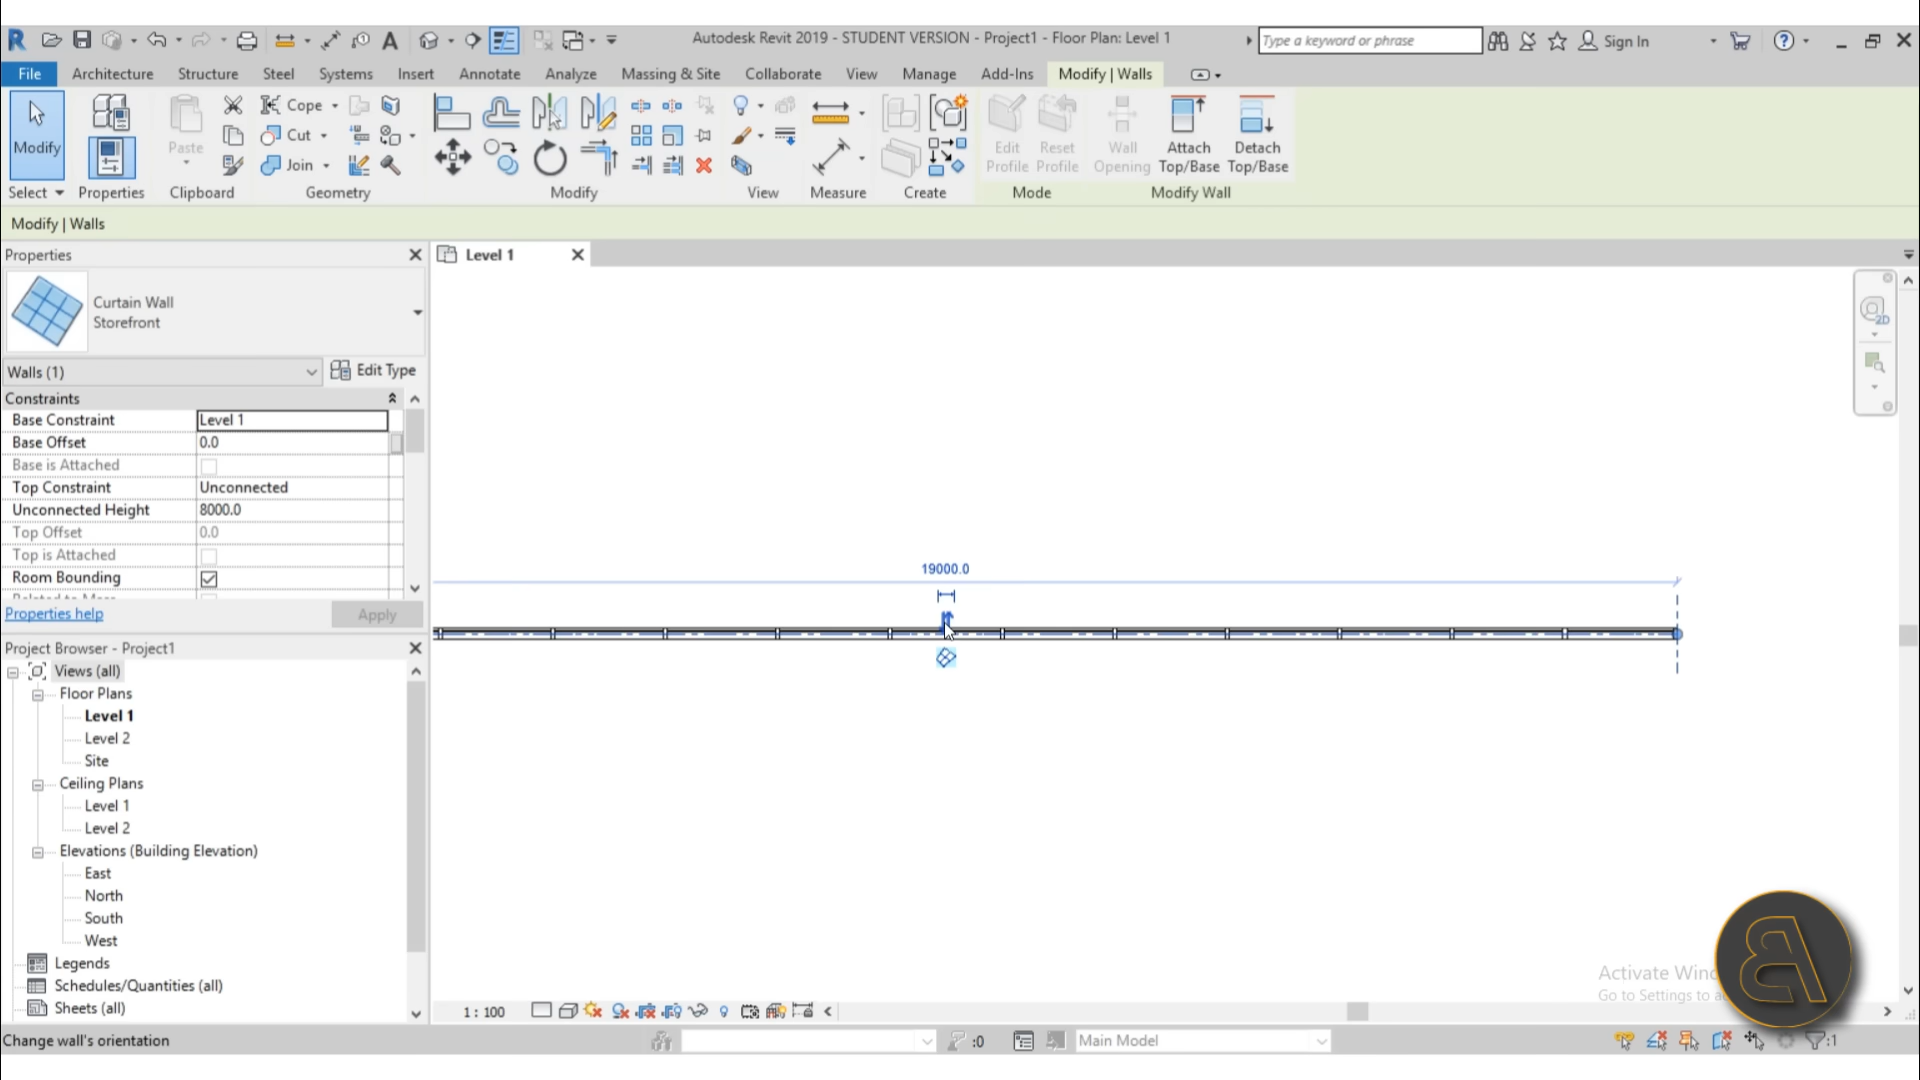 Autodesk Revit 2019 - STUDENT VERSION - Project1 - Floor Plan: Level 1
Type a keyword or phrase
Sign In
File Architecture Structure Steel Systems Insert Annotate Analyze Massing & Site Collaborate View Manage Add-Ins Modify | Walls
Modify
Paste
Cope
Cut
Join
Edit Profile
Reset Profile
Wall Opening
Attach Top/Base
Detach Top/Base
Select Properties Clipboard Geometry Modify View Measure Create Mode Modify Wall
Modify | Walls
Properties
Level 1
Curtain Wall
Storefront
Walls (1)
Edit Type
Constraints
Base Constraint Level 1
Base Offset 0.0
Base is Attached
Top Constraint Unconnected
Unconnected Height 8000.0
Top Offset 0.0
Top is Attached
Room Bounding
Properties help
Apply
19000.0
Project Browser - Project1
Views (all)
Floor Plans
Level 1
Level 2
Site
Ceiling Plans
Level 1
Level 2
Elevations (Building Elevation)
East
North
South
West
Legends
Schedules/Quantities (all)
Sheets (all)
2D
Activate
Go to Settings to
1 : 100
Change wall's orientation
:0
Main Model
:1